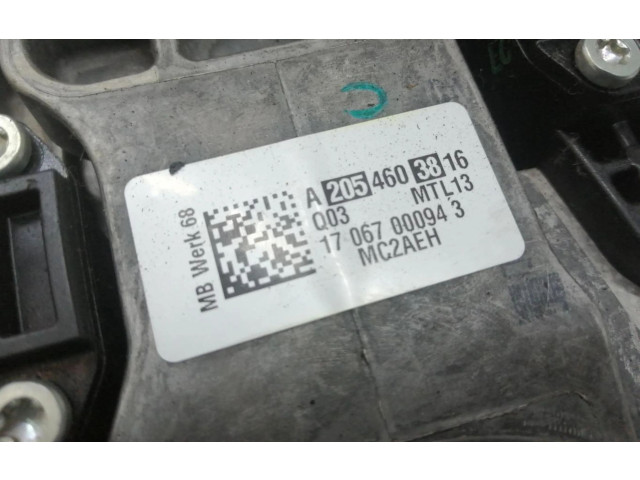 MB Werk 68
A 205 460 38 16
Q03 MTL13
17 067 00094 3
MC2AEH